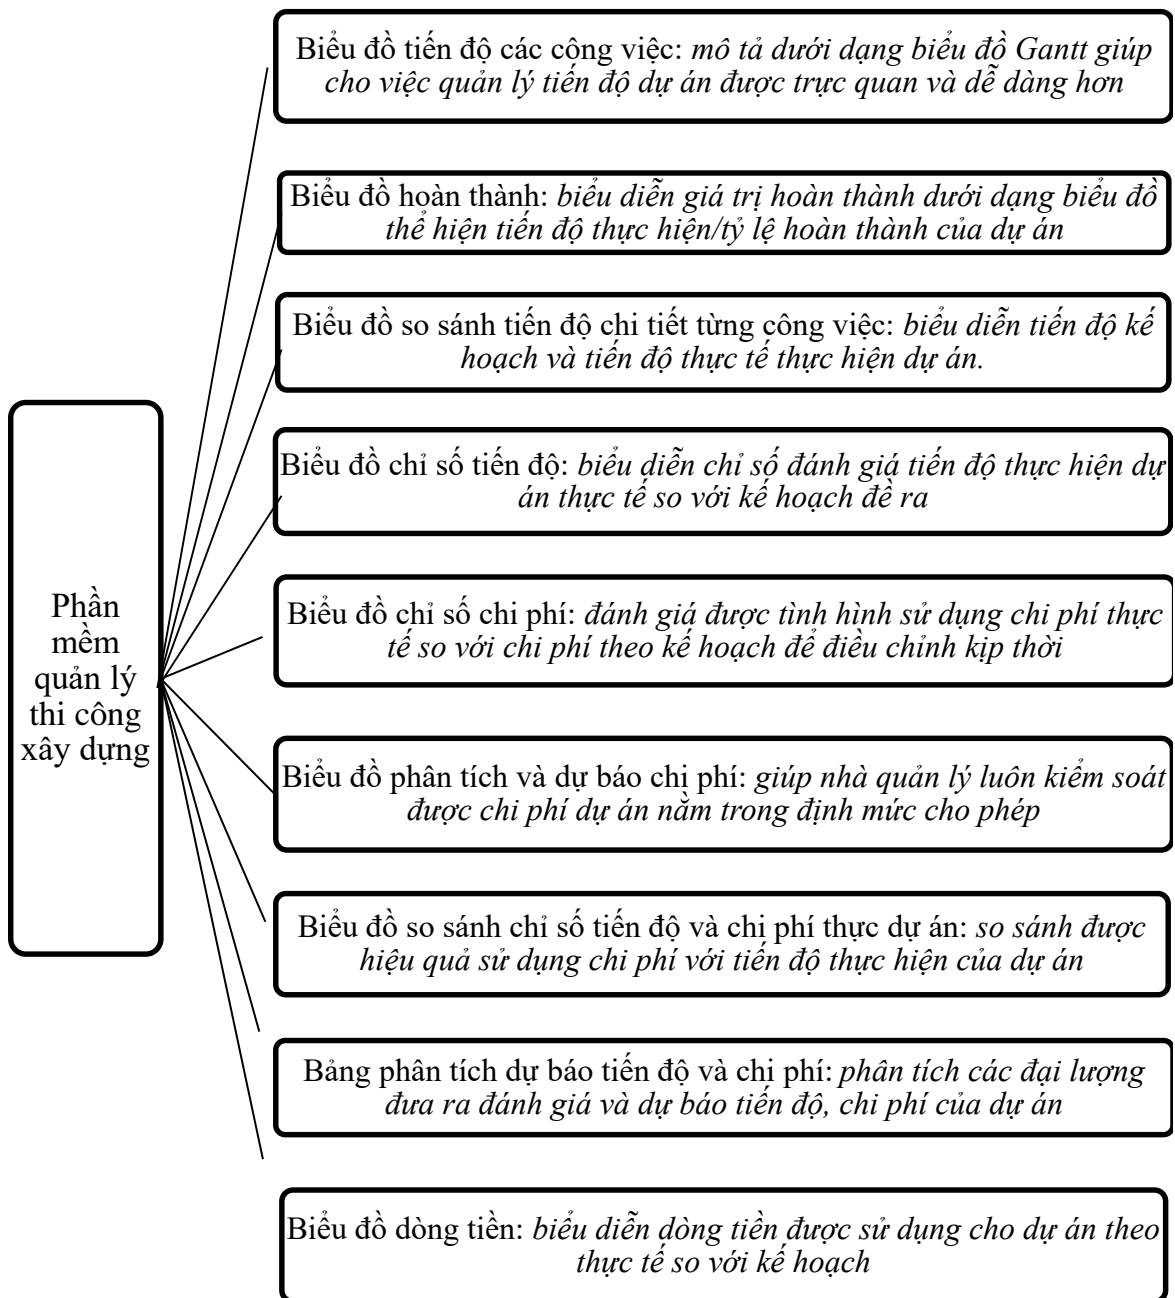 Biểu đồ tiến độ các công việc: mô tả dưới dạng biểu đồ Gantt giúp
cho việc quản lý tiến độ dự án được trực quan và dễ dàng hơn
Biểu đồ hoàn thành: biểu diễn giá trị hoàn thành dưới dạng biểu đồ
thể hiện tiến độ thực hiện/tỷ lệ hoàn thành của dự án
Biểu đồ so sánh tiến độ chi tiết từng công việc: biểu diễn tiến độ kế
hoạch và tiến độ thực tế thực hiện dự án.
Biểu đồ chỉ số tiến độ: biểu diễn chỉ số đánh giá tiến độ thực hiện dự
án thực tế so với kế hoạch đề ra
Phần
mềm
quản lý
thi công
xây dựng
Biểu đồ chỉ số chi phí: đánh giá được tình hình sử dụng chi phí thực
tế so với chi phí theo kế hoạch để điều chỉnh kịp thời
Biểu đồ phân tích và dự báo chi phí: giúp nhà quản lý luôn kiểm soát
được chi phí dự án nằm trong định mức cho phép
Biểu đồ so sánh chỉ số tiến độ và chi phí thực dự án: so sánh được
hiệu quả sử dụng chi phí với tiến độ thực hiện của dự án
Bảng phân tích dự báo tiến độ và chi phí: phân tích các đại lượng
đưa ra đánh giá và dự báo tiến độ, chi phí của dự án
Biểu đồ dòng tiền: biểu diễn dòng tiền được sử dụng cho dự án theo
thực tế so với kế hoạch